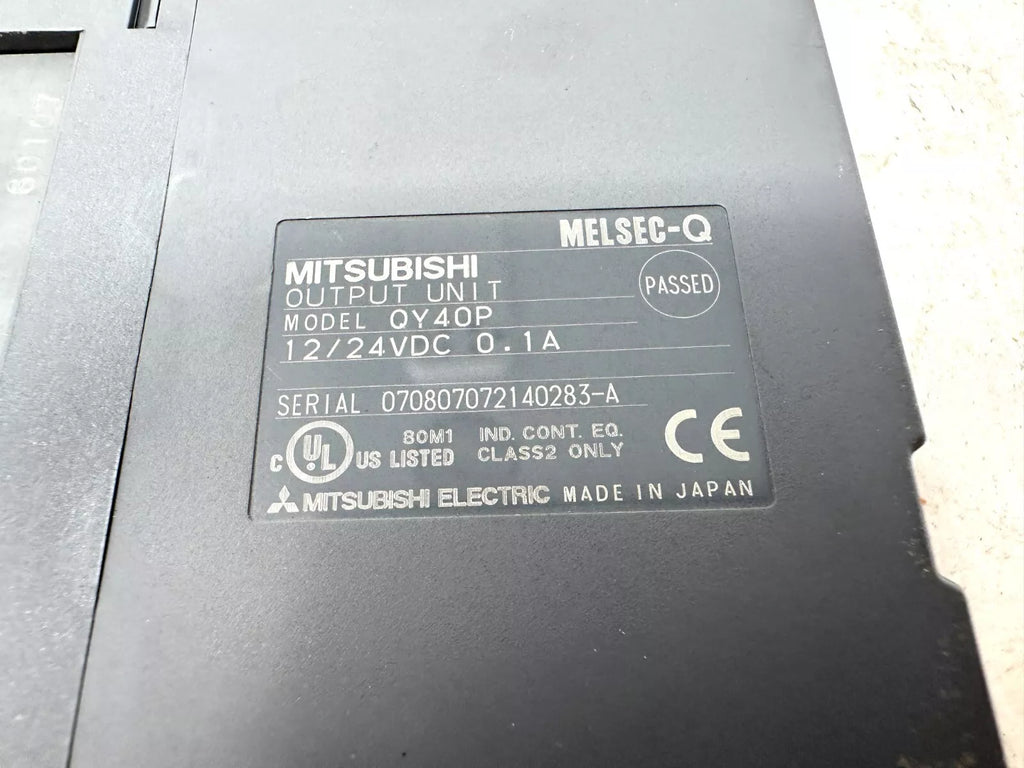 MELSEC-Q
MITSUBISHI
OUTPUT UNIT
PASSED
MODEL QY40P
12/24VDC 0.1A
SERIAL 070807072140283-A
C UL US LISTED 80M1 IND. CONT. EQ. CLASS2 ONLY
CE
MITSUBISHI ELECTRIC MADE IN JAPAN